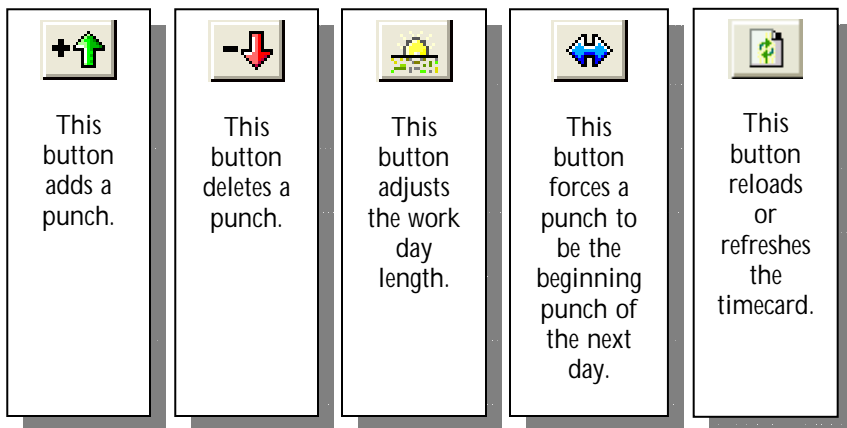 This
button
adds a
punch.
This
button
deletes a
punch.
This
button
adjusts
the work
day
length.
This
button
forces a
punch to
be the
beginning
punch of
the next
day.
This
button
reloads
or
refreshes
the
timecard.